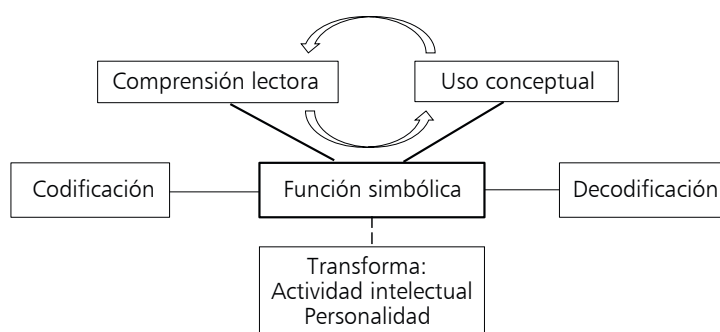 Comprensión lectora
Uso conceptual
Codificación
Función simbólica
Decodificación
Transforma:
Actividad intelectual
Personalidad